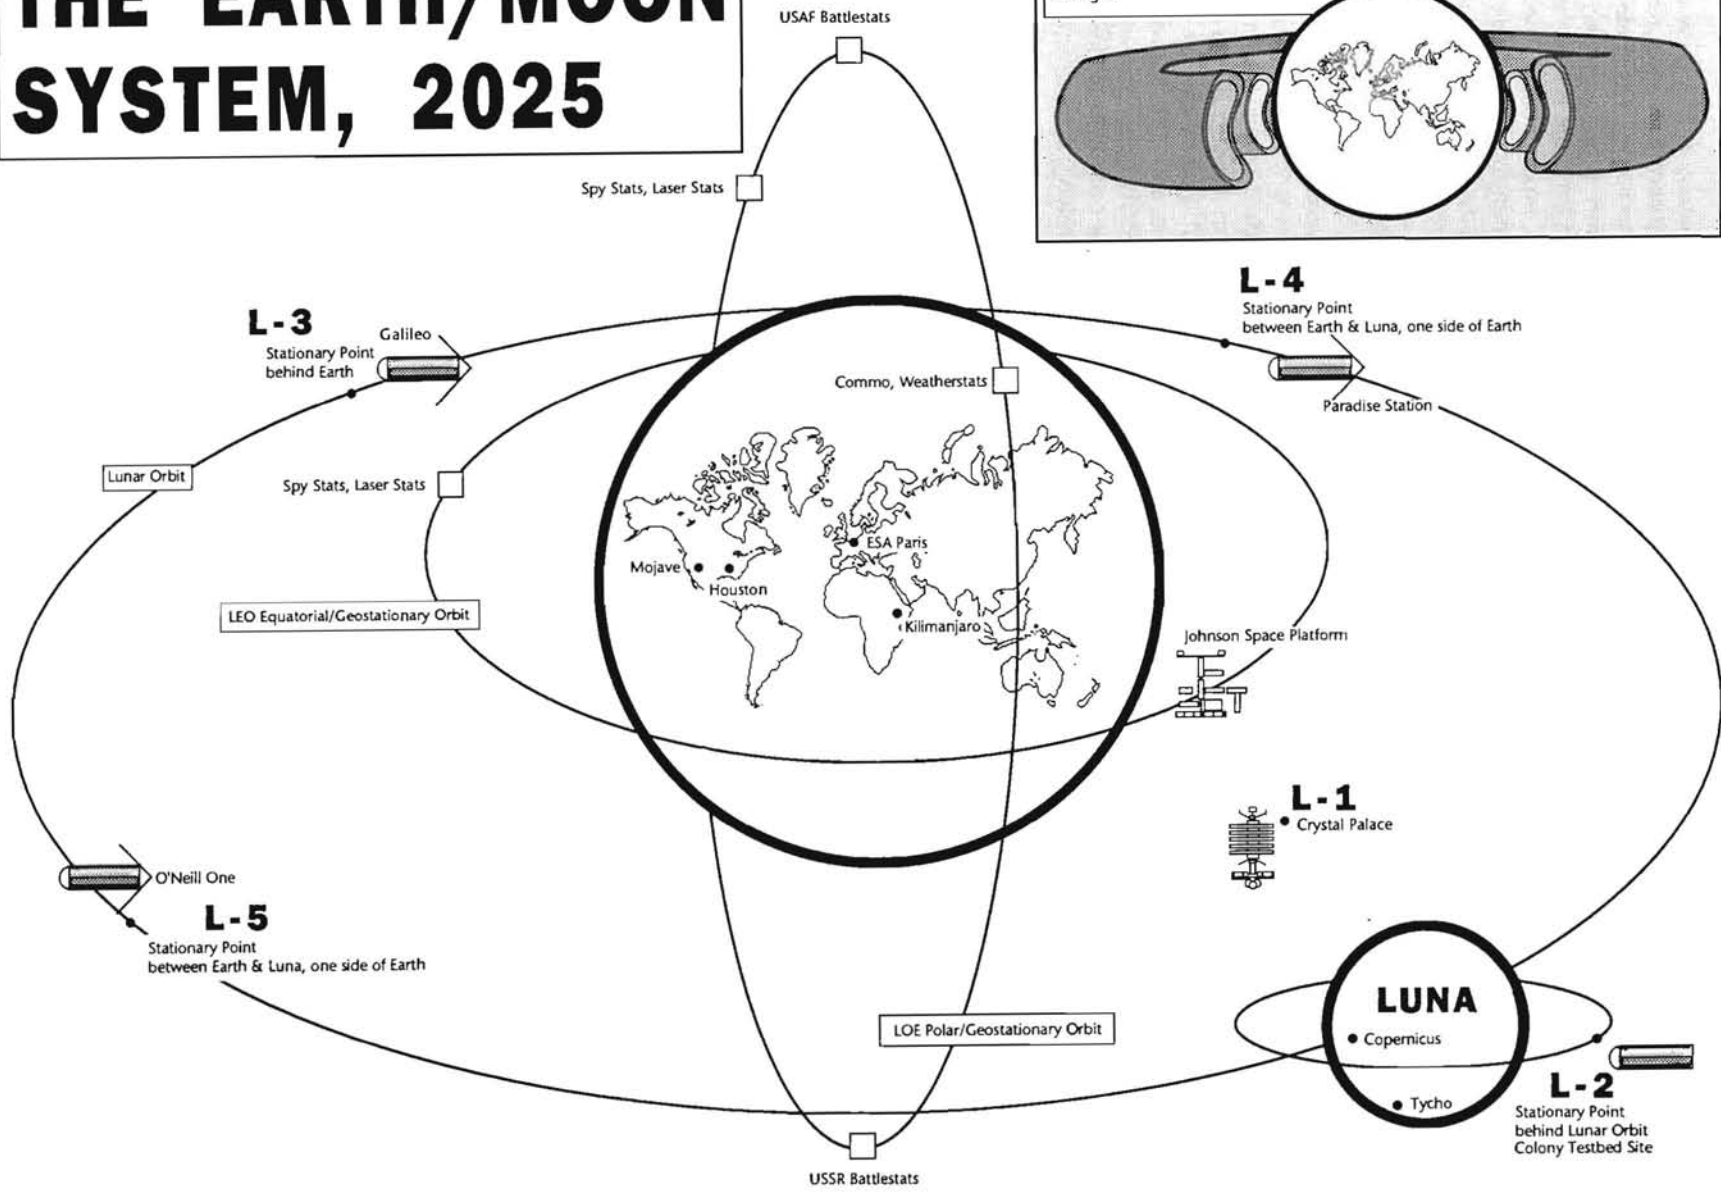 THE EARTH/MOON
SYSTEM, 2025
USAF Battlestats
Spy Stats, Laser Stats
L-3
Stationary Point
behind Earth
Galileo
L-4
Stationary Point
between Earth & Luna, one side of Earth
Paradise Station
Commo, Weatherstats
Lunar Orbit
Spy Stats, Laser Stats
ESA Paris
Mojave
Houston
Kilimanjaro
LEO Equatorial/Geostationary Orbit
Johnson Space Platform
L-1
Crystal Palace
O'Neill One
L-5
Stationary Point
between Earth & Luna, one side of Earth
LUNA
Copernicus
Tycho
LOE Polar/Geostationary Orbit
L-2
Stationary Point
behind Lunar Orbit
Colony Testbed Site
USSR Battlestats